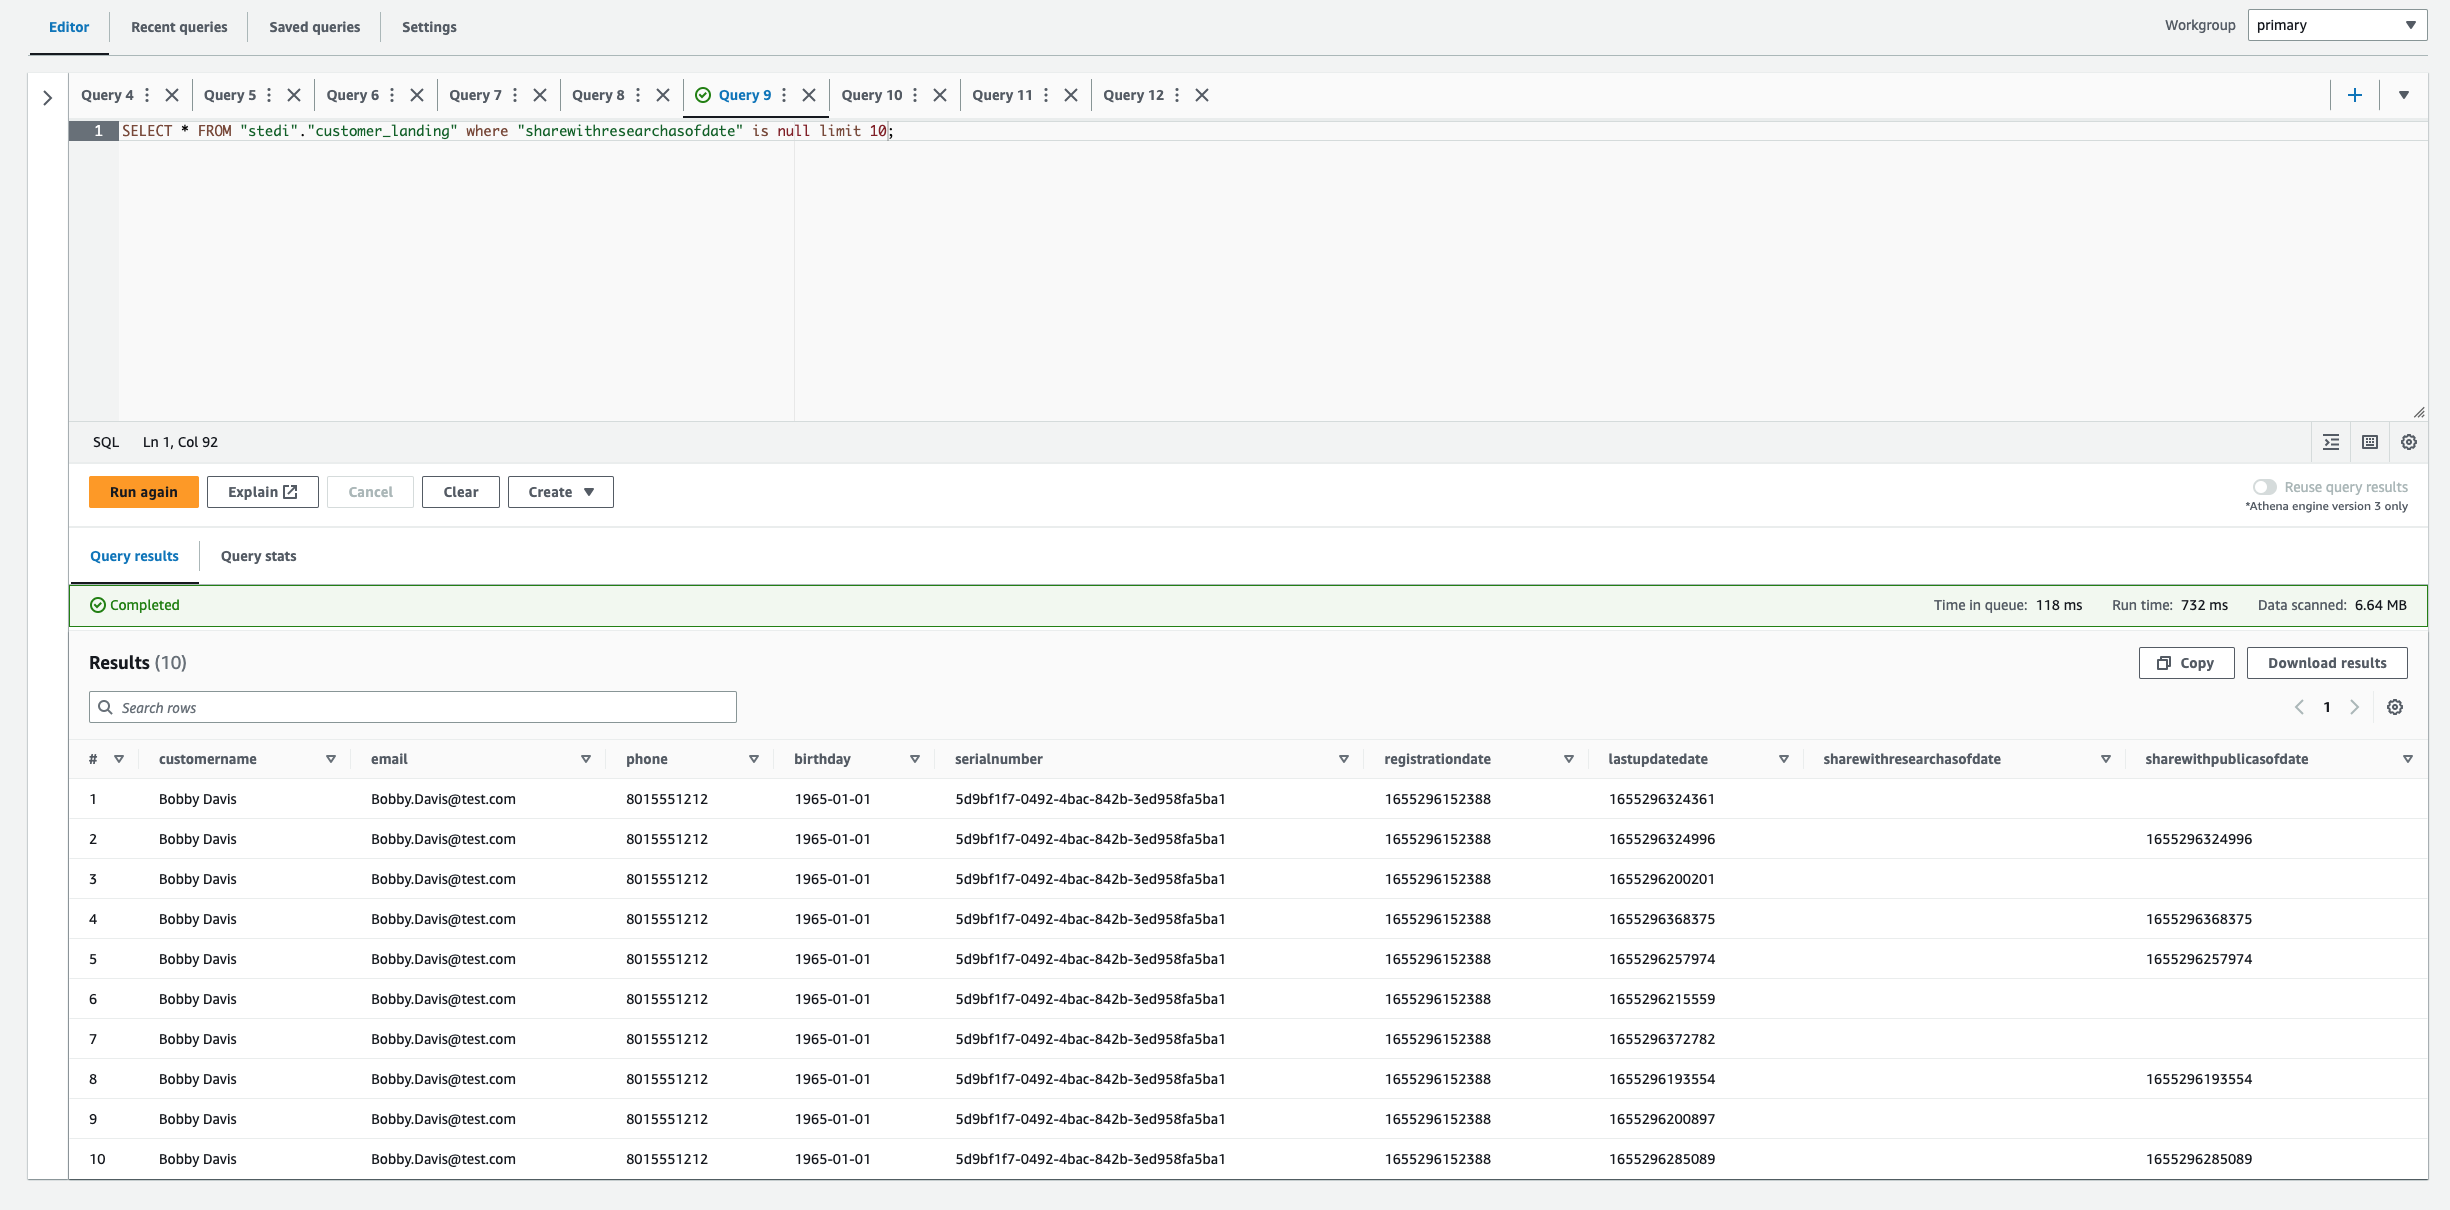 Editor Recent queries Saved queries Settings Workgroup primary
Query 4 Query 5 Query 6 Query 7 Query 8 Query 9 Query 10 Query 11 Query 12
1 SELECT * FROM "stedi"."customer_landing" where "sharewithresearchasofdate" is null limit 10;
SQL Ln 1, Col 92
Run again Explain Cancel Clear Create Reuse query results
*Athena engine version 3 only
Query results Query stats
Completed Time in queue: 118 ms Run time: 732 ms Data scanned: 6.64 MB
Results (10) Copy Download results
Search rows 1
# customername email phone birthday serialnumber registrationdate lastupdatedate sharewithresearchasofdate sharewithpublicasofdate
1 Bobby Davis Bobby.Davis@test.com 8015551212 1965-01-01 5d9bf1f7-0492-4bac-842b-3ed958fa5ba1 1655296152388 1655296324361
2 Bobby Davis Bobby.Davis@test.com 8015551212 1965-01-01 5d9bf1f7-0492-4bac-842b-3ed958fa5ba1 1655296152388 1655296324996 1655296324996
3 Bobby Davis Bobby.Davis@test.com 8015551212 1965-01-01 5d9bf1f7-0492-4bac-842b-3ed958fa5ba1 1655296152388 1655296200201
4 Bobby Davis Bobby.Davis@test.com 8015551212 1965-01-01 5d9bf1f7-0492-4bac-842b-3ed958fa5ba1 1655296152388 1655296368375 1655296368375
5 Bobby Davis Bobby.Davis@test.com 8015551212 1965-01-01 5d9bf1f7-0492-4bac-842b-3ed958fa5ba1 1655296152388 1655296257974 1655296257974
6 Bobby Davis Bobby.Davis@test.com 8015551212 1965-01-01 5d9bf1f7-0492-4bac-842b-3ed958fa5ba1 1655296152388 1655296215559
7 Bobby Davis Bobby.Davis@test.com 8015551212 1965-01-01 5d9bf1f7-0492-4bac-842b-3ed958fa5ba1 1655296152388 1655296372782
8 Bobby Davis Bobby.Davis@test.com 8015551212 1965-01-01 5d9bf1f7-0492-4bac-842b-3ed958fa5ba1 1655296152388 1655296193554 1655296193554
9 Bobby Davis Bobby.Davis@test.com 8015551212 1965-01-01 5d9bf1f7-0492-4bac-842b-3ed958fa5ba1 1655296152388 1655296200897
10 Bobby Davis Bobby.Davis@test.com 8015551212 1965-01-01 5d9bf1f7-0492-4bac-842b-3ed958fa5ba1 1655296152388 1655296285089 1655296285089